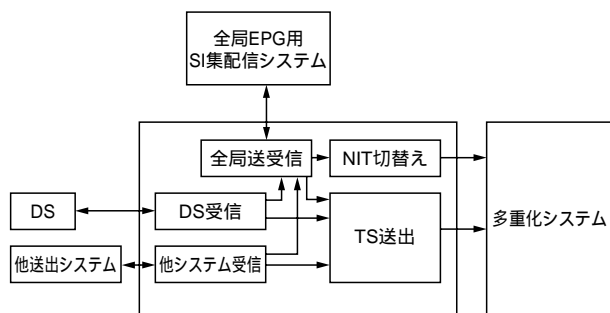 全局EPG用
SI集配信システム
全局送受信
NIT切替え
DS
DS受信
TS送出
多重化システム
他送出システム
他システム受信